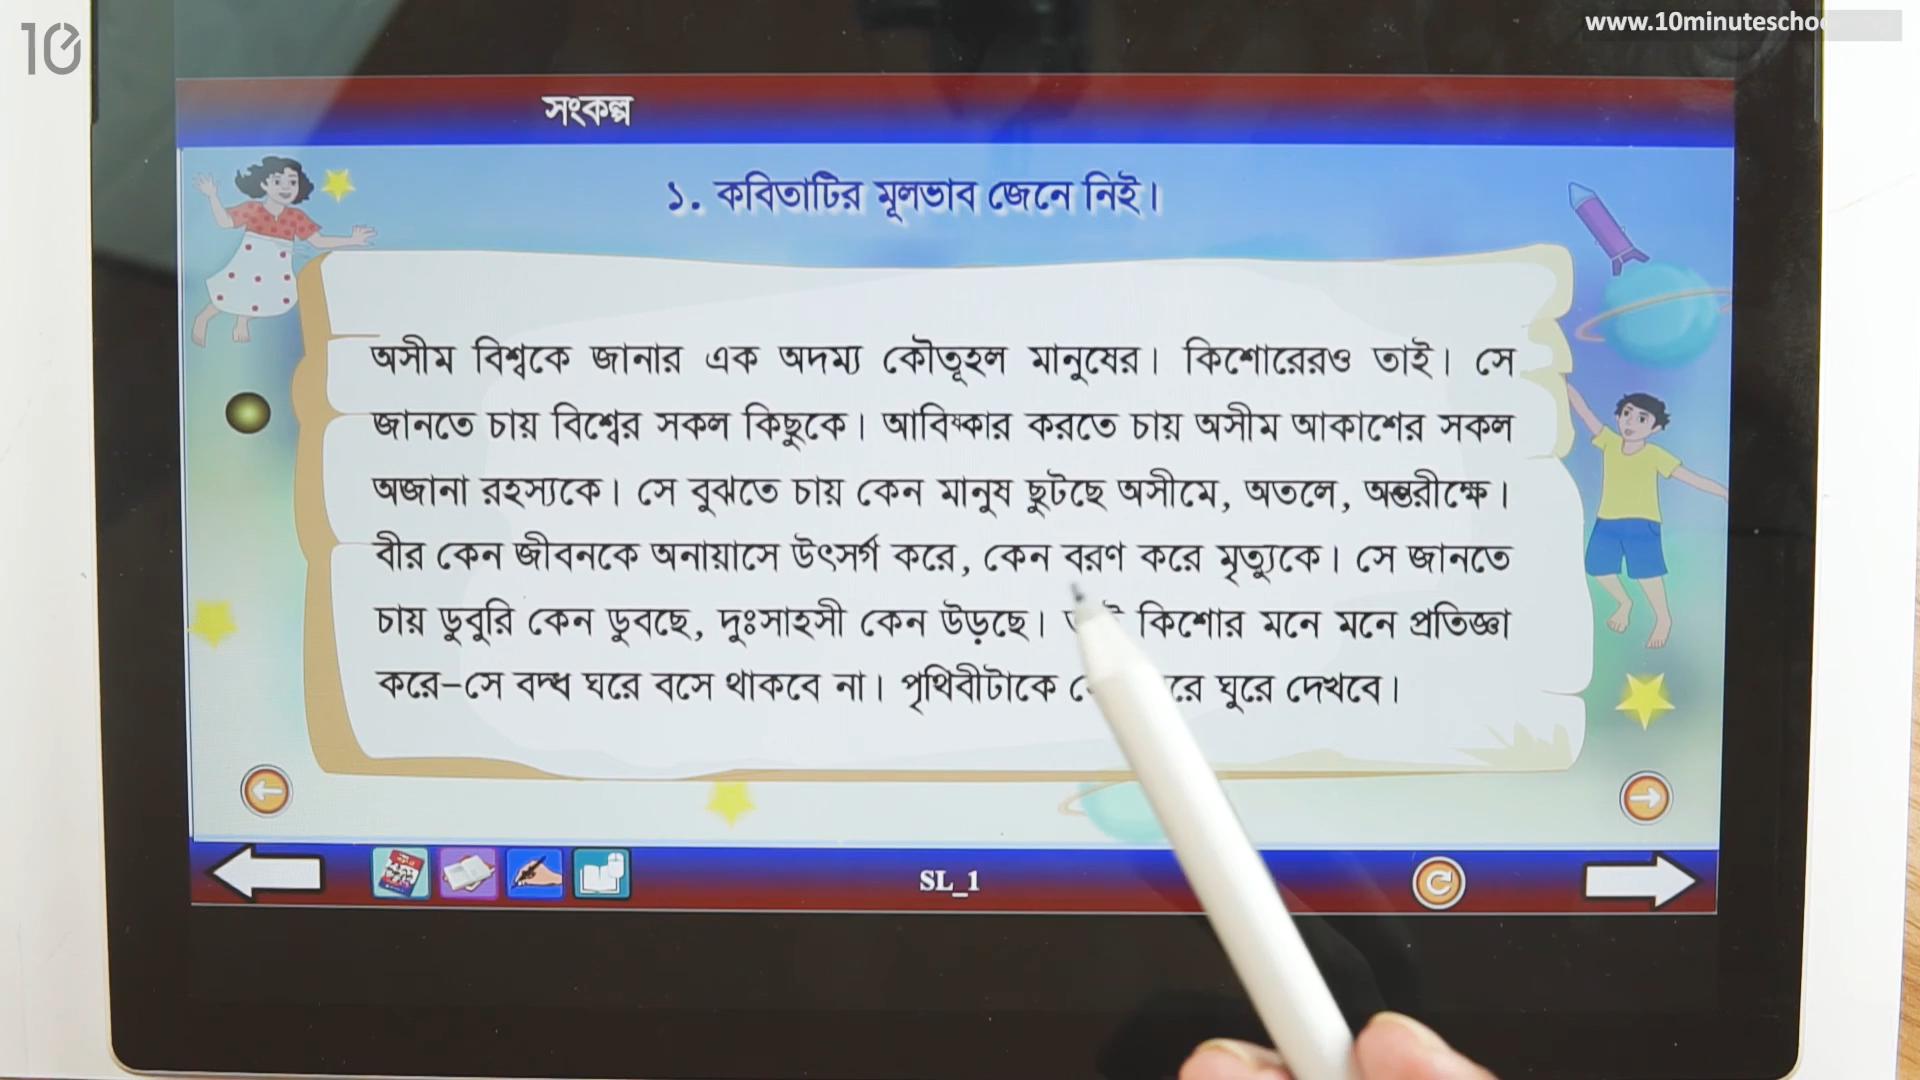 10
www.10minuteschoo
সংকল্প
১. কবিতাটির মূলভাব জেনে নিই।
অসীম বিশ্বকে জানার এক অদম্য কৌতূহল মানুষের। কিশোরেরও তাই। সে
জানতে চায় বিশ্বের সকল কিছুকে। আবিষ্কার করতে চায় অসীম আকাশের সকল
অজানা রহস্যকে। সে বুঝতে চায় কেন মানুষ ছুটছে অসীমে, অতলে, অন্তরীক্ষে।
বীর কেন জীবনকে অনায়াসে উৎসর্গ করে, কেন বরণ করে মৃত্যুকে। সে জানতে
চায় ডুবুরি কেন ডুবছে, দুঃসাহসী কেন উড়ছে। কিশোর মনে মনে প্রতিজ্ঞা
করে–সে বদ্ধ ঘরে বসে থাকবে না। পৃথিবীটাকে ঘুরে দেখবে।
SL_1